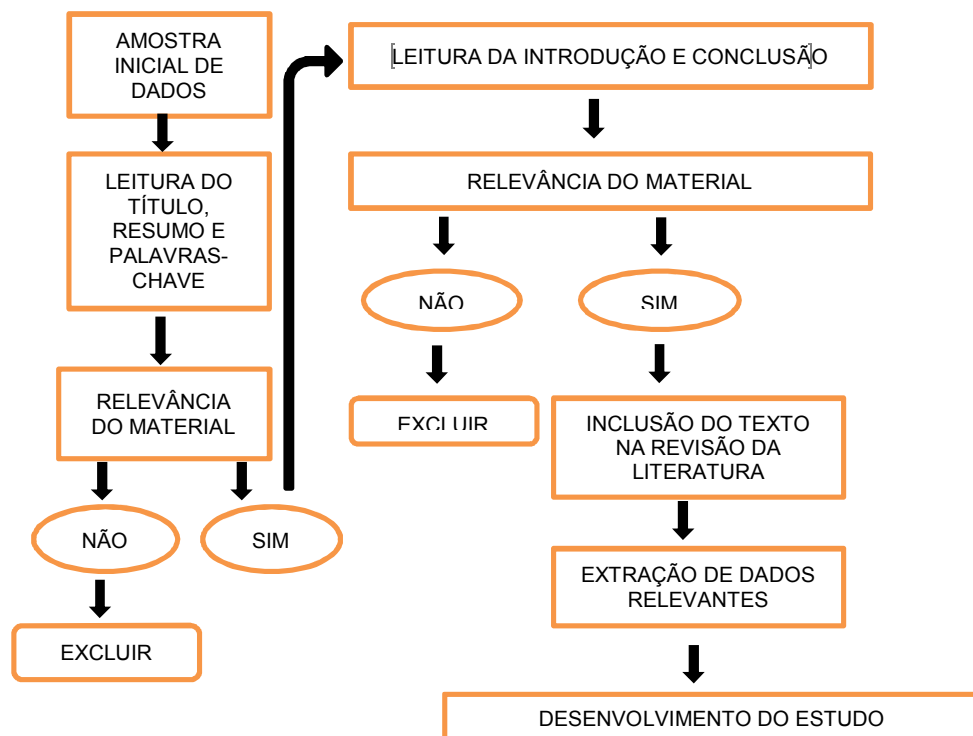 AMOSTRA
INICIAL DE
DADOS
LEITURA DO
TÍTULO,
RESUMO E
PALAVRAS-
CHAVE
RELEVÂNCIA
DO MATERIAL
NÃO
SIM
EXCLUIR
LEITURA DA INTRODUÇÃO E CONCLUSÃO
RELEVÂNCIA DO MATERIAL
NÃO
SIM
EXCLUIR
INCLUSÃO DO TEXTO
NA REVISÃO DA
LITERATURA
EXTRAÇÃO DE DADOS
RELEVANTES
DESENVOLVIMENTO DO ESTUDO